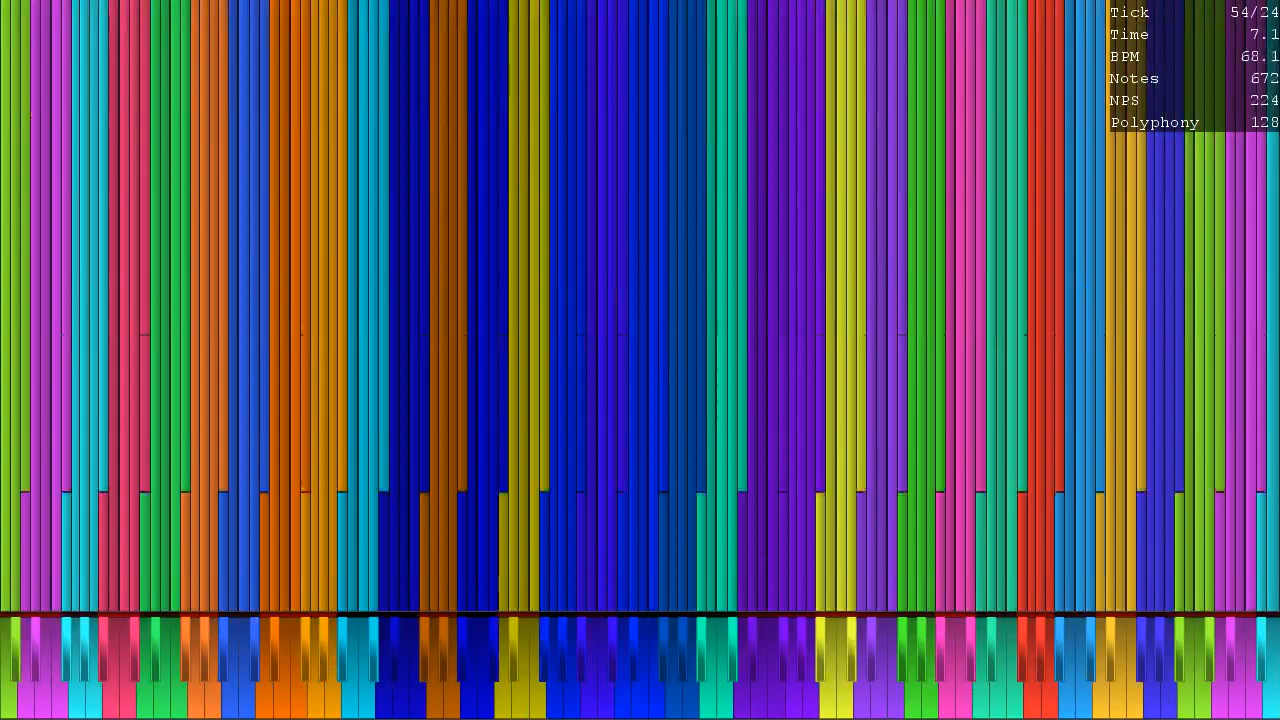 Tick 54/24
Time 7.1
BPM 68.1
Notes 672
NPS 224
Polyphony 128